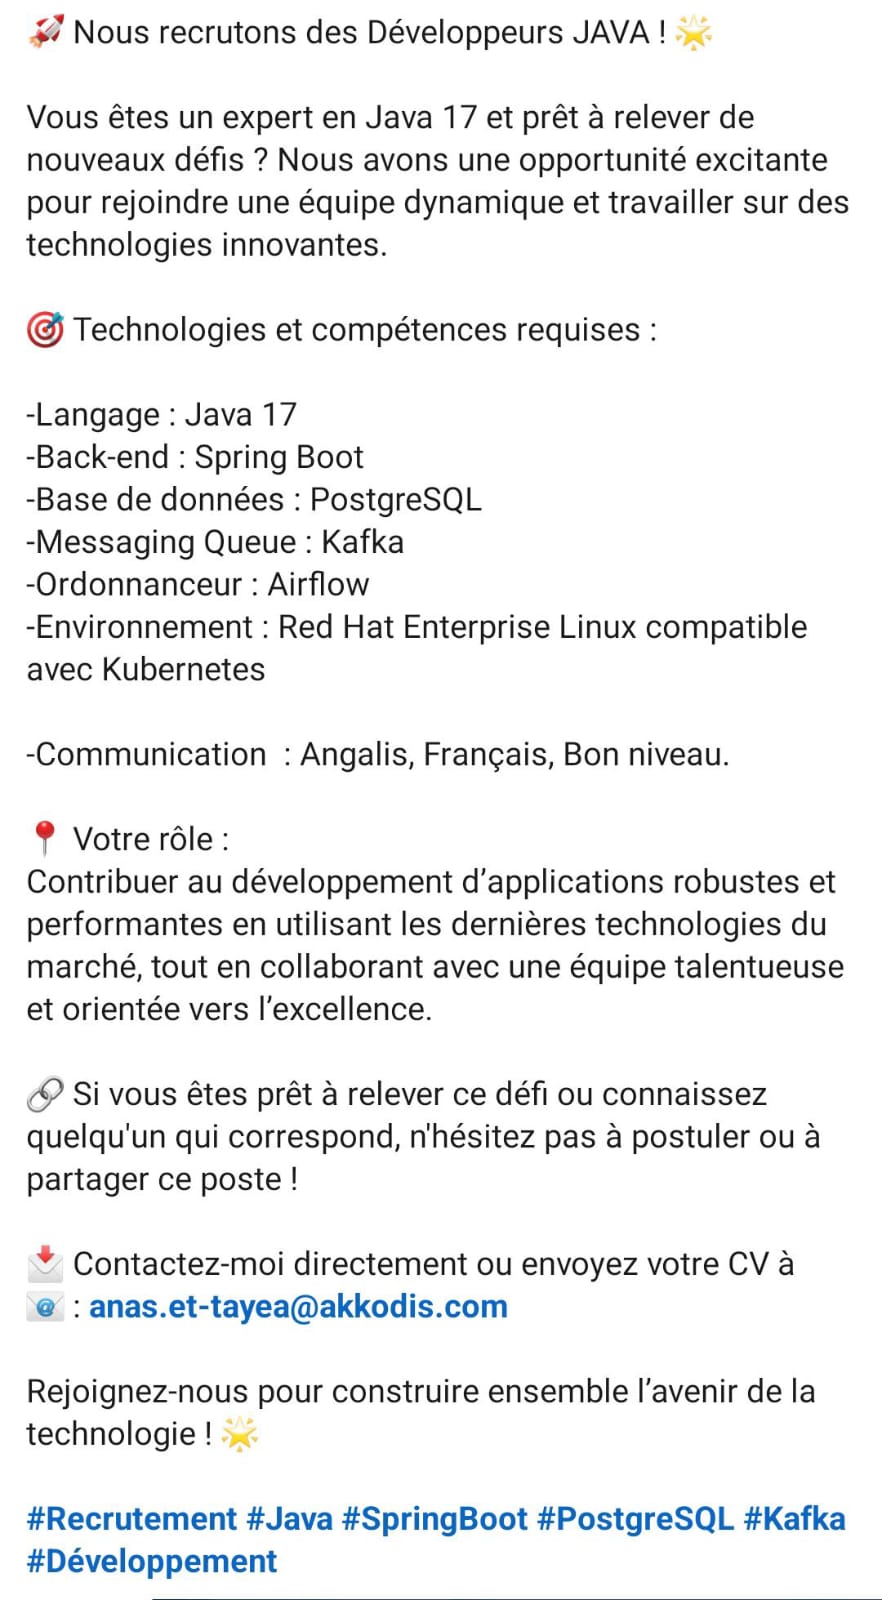 🚀 Nous recrutons des Développeurs JAVA ! 🌟
Vous êtes un expert en Java 17 et prêt à relever de
nouveaux défis ? Nous avons une opportunité excitante
pour rejoindre une équipe dynamique et travailler sur des
technologies innovantes.
🎯 Technologies et compétences requises :
-Langage : Java 17
-Back-end : Spring Boot
-Base de données : PostgreSQL
-Messaging Queue : Kafka
-Ordonnanceur : Airflow
-Environnement : Red Hat Enterprise Linux compatible
avec Kubernetes
-Communication  : Angalis, Français, Bon niveau.
📍 Votre rôle :
Contribuer au développement d’applications robustes et
performantes en utilisant les dernières technologies du
marché, tout en collaborant avec une équipe talentueuse
et orientée vers l’excellence.
🔗 Si vous êtes prêt à relever ce défi ou connaissez
quelqu'un qui correspond, n'hésitez pas à postuler ou à
partager ce poste !
📩 Contactez-moi directement ou envoyez votre CV à
📧 : anas.et-tayea@akkodis.com
Rejoignez-nous pour construire ensemble l’avenir de la
technologie ! 🌟
#Recrutement #Java #SpringBoot #PostgreSQL #Kafka
#Développement